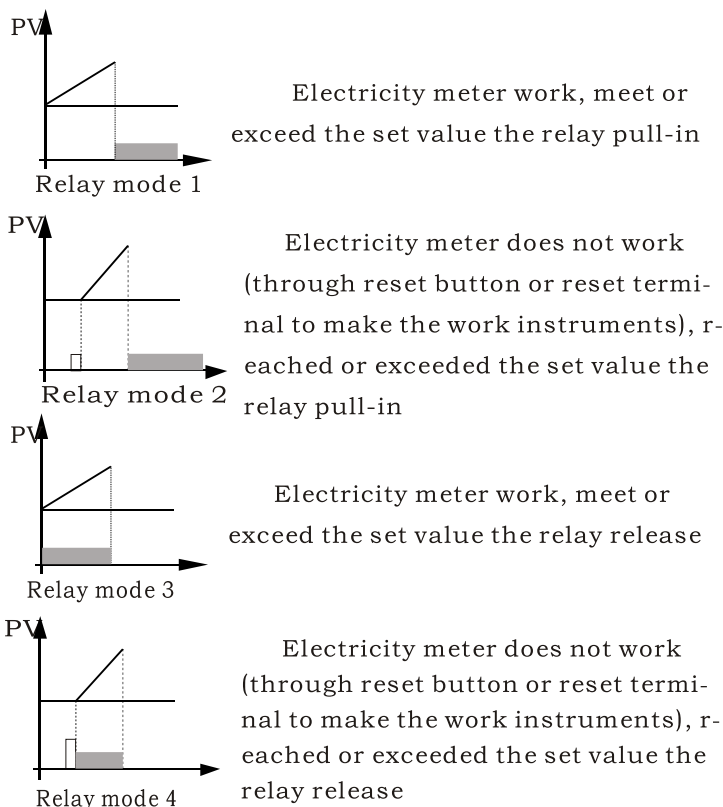 PV
Electricity meter work, meet or
exceed the set value the relay pull-in
Relay mode 1
PV
Electricity meter does not work
(through reset button or reset termi-
nal to make the work instruments), r-
eached or exceeded the set value the
relay pull-in
Relay mode 2
PV
Electricity meter work, meet or
exceed the set value the relay release
Relay mode 3
PV
Electricity meter does not work
(through reset button or reset termi-
nal to make the work instruments), r-
eached or exceeded the set value the
relay release
Relay mode 4